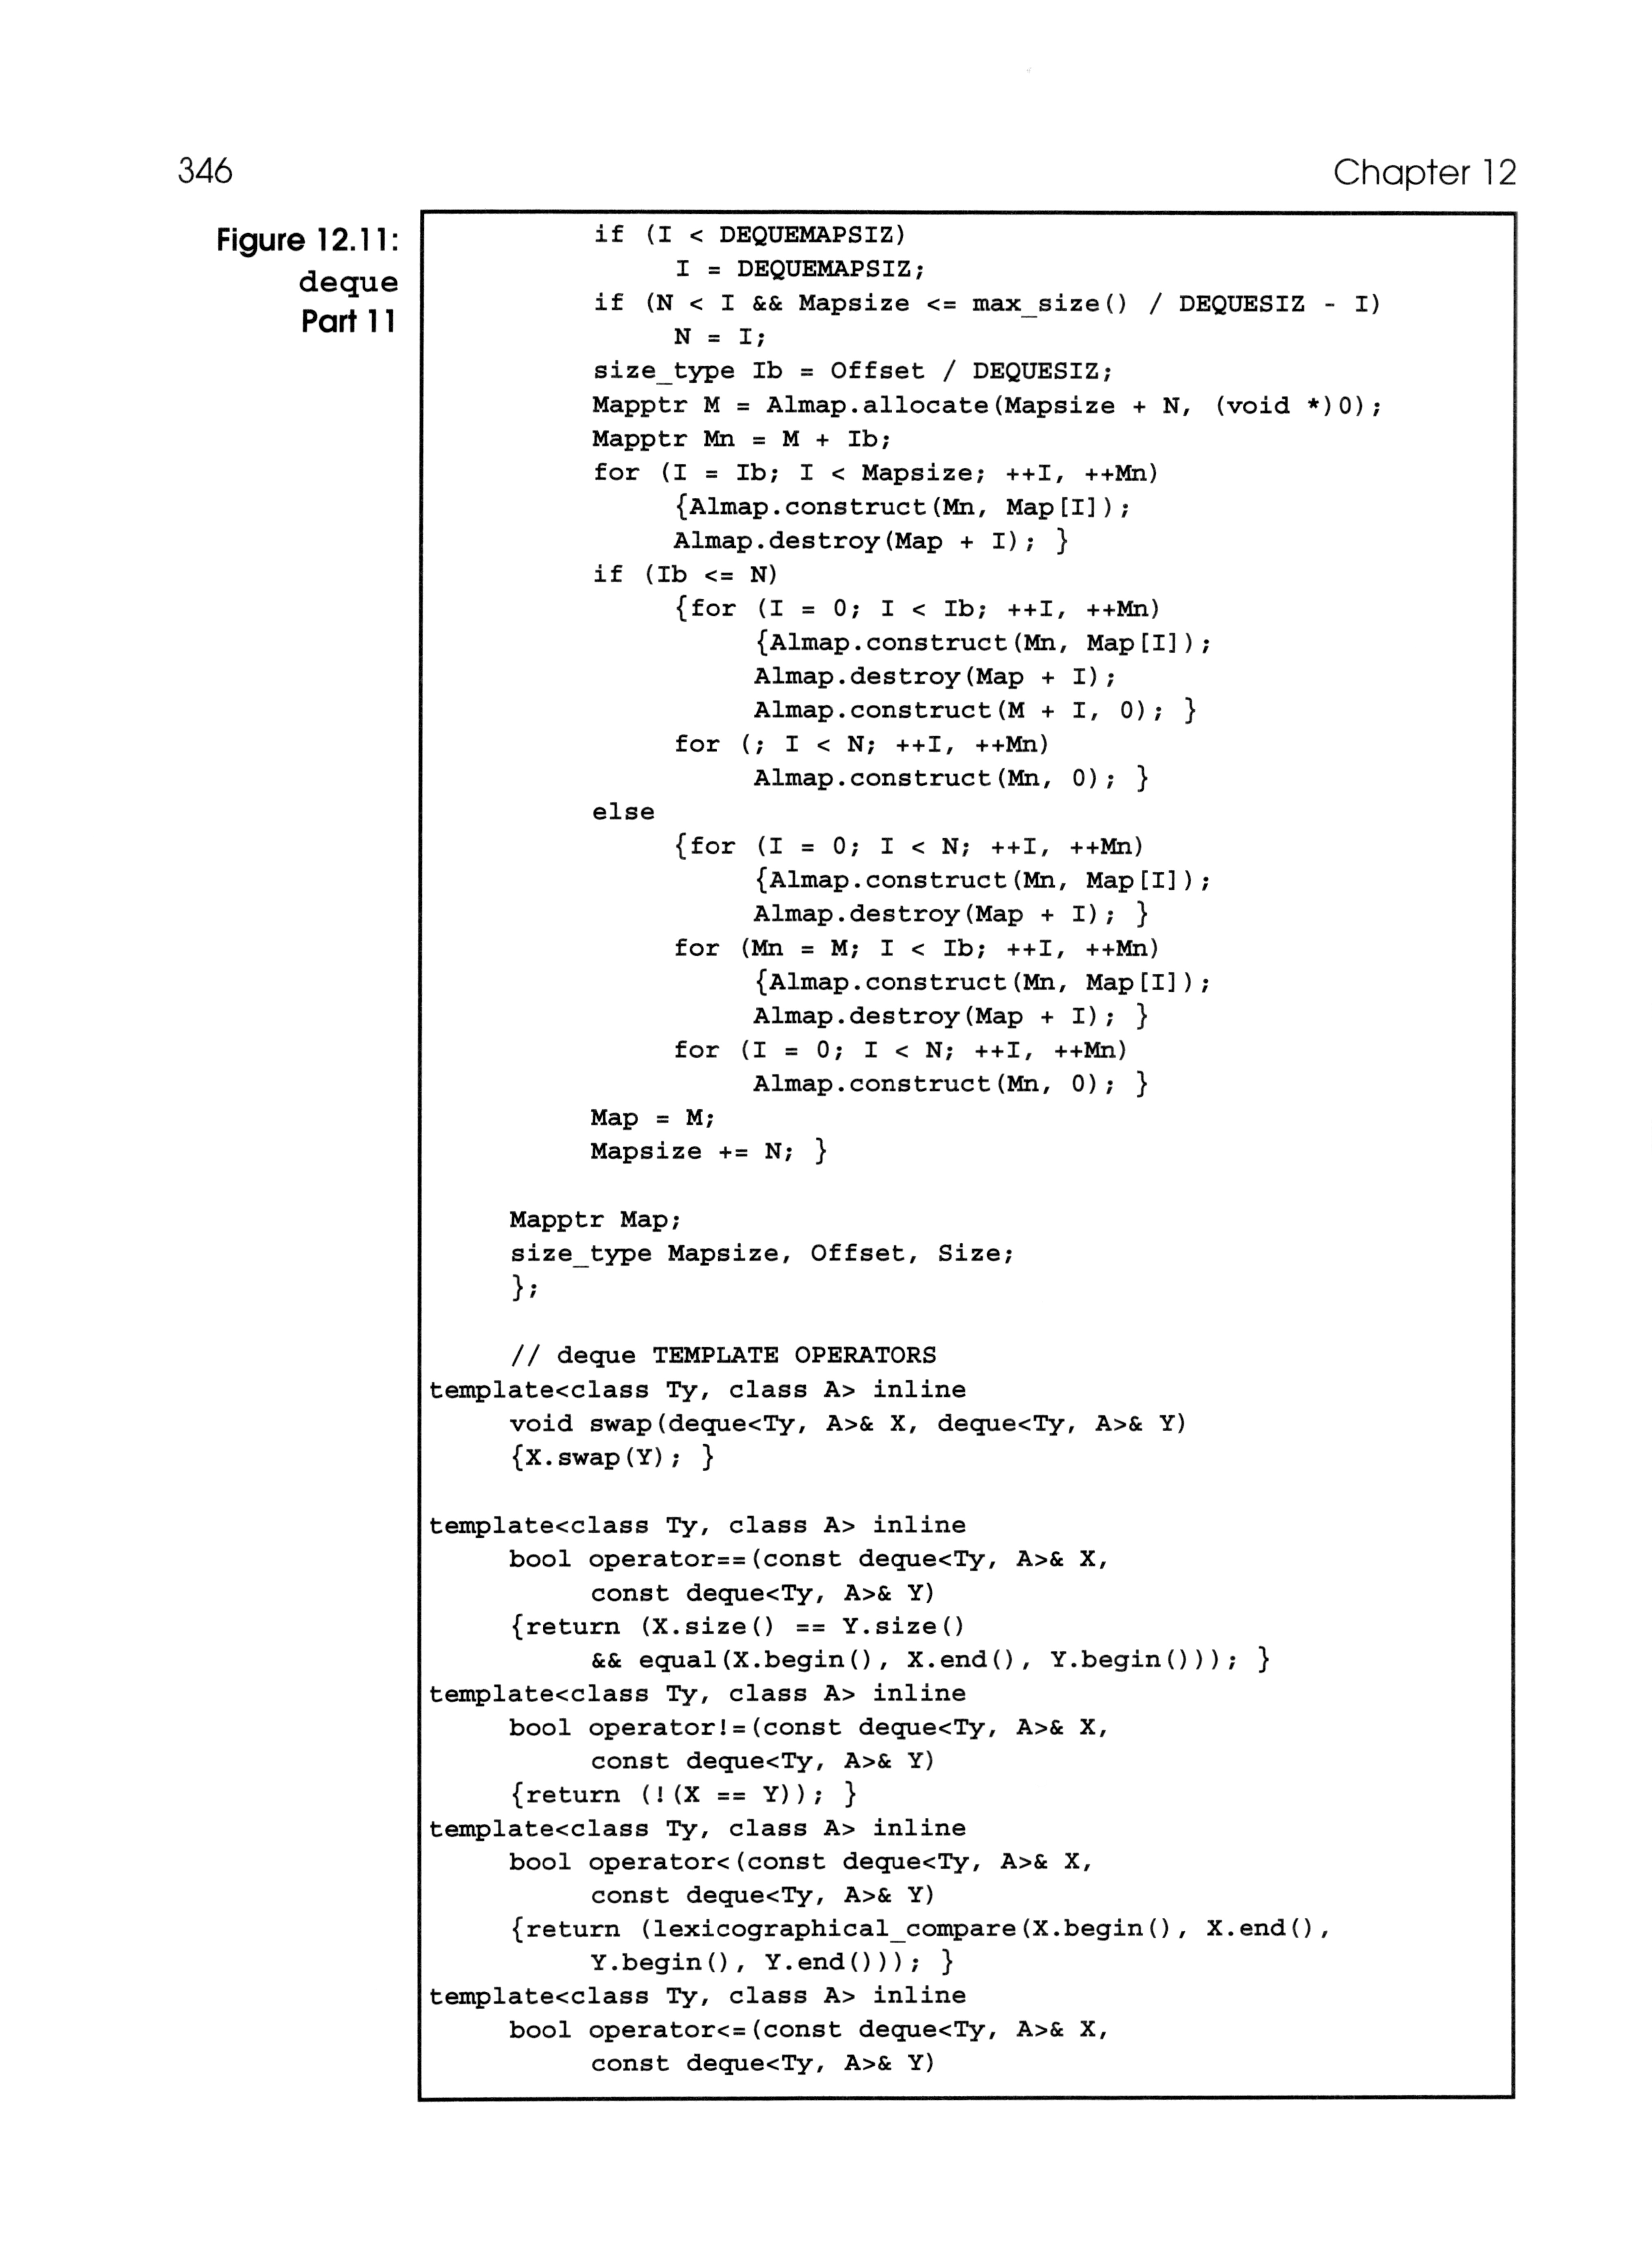 346
Chapter 12
Figure 12.11:
deque
Part 11
if (I < DEQUEMAPSIZ)
I = DEQUEMAPSIZ;
if (N < I && Mapsize <= max_size() / DEQUESIZ - I)
N = I;
size_type Ib = Offset / DEQUESIZ;
Mapptr M = Almap.allocate(Mapsize + N, (void *)0);
Mapptr Mn = M + Ib;
for (I = Ib; I < Mapsize; ++I, ++Mn)
{Almap.construct(Mn, Map[I]);
Almap.destroy(Map + I); }
if (Ib <= N)
{for (I = 0; I < Ib; ++I, ++Mn)
{Almap.construct(Mn, Map[I]);
Almap.destroy(Map + I);
Almap.construct(M + I, 0); }
for (; I < N; ++I, ++Mn)
Almap.construct(Mn, 0); }
else
{for (I = 0; I < N; ++I, ++Mn)
{Almap.construct(Mn, Map[I]);
Almap.destroy(Map + I); }
for (Mn = M; I < Ib; ++I, ++Mn)
{Almap.construct(Mn, Map[I]);
Almap.destroy(Map + I); }
for (I = 0; I < N; ++I, ++Mn)
Almap.construct(Mn, 0); }
Map = M;
Mapsize += N; }
Mapptr Map;
size_type Mapsize, Offset, Size;
};
// deque TEMPLATE OPERATORS
template<class Ty, class A> inline
void swap(deque<Ty, A>& X, deque<Ty, A>& Y)
{X.swap(Y); }
template<class Ty, class A> inline
bool operator==(const deque<Ty, A>& X,
const deque<Ty, A>& Y)
{return (X.size() == Y.size()
&& equal(X.begin(), X.end(), Y.begin())); }
template<class Ty, class A> inline
bool operator!=(const deque<Ty, A>& X,
const deque<Ty, A>& Y)
{return (!(X == Y)); }
template<class Ty, class A> inline
bool operator<(const deque<Ty, A>& X,
const deque<Ty, A>& Y)
{return (lexicographical_compare(X.begin(), X.end(),
Y.begin(), Y.end())); }
template<class Ty, class A> inline
bool operator<=(const deque<Ty, A>& X,
const deque<Ty, A>& Y)